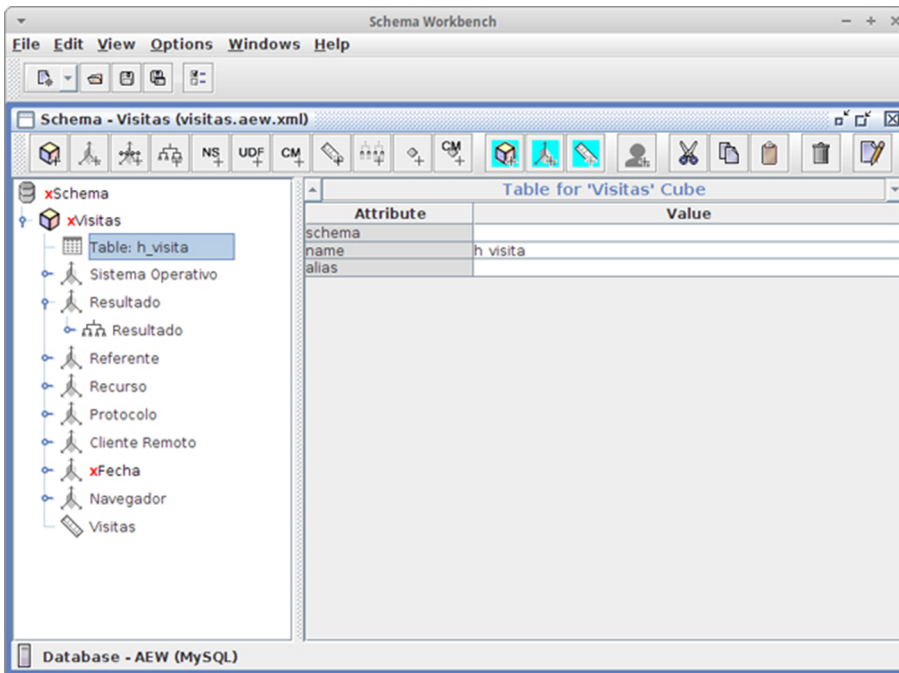 Schema Workbench
File Edit View Options Windows Help
Schema - Visitas (visitas.aew.xml)
NS UDF CM CM
xSchema
Table for 'Visitas' Cube
xVisitas
Attribute Value
Table: h_visita
schema
name h_visita
alias
Sistema Operativo
Resultado
Resultado
Referente
Recurso
Protocolo
Cliente Remoto
xFecha
Navegador
Visitas
Database - AEW (MySQL)